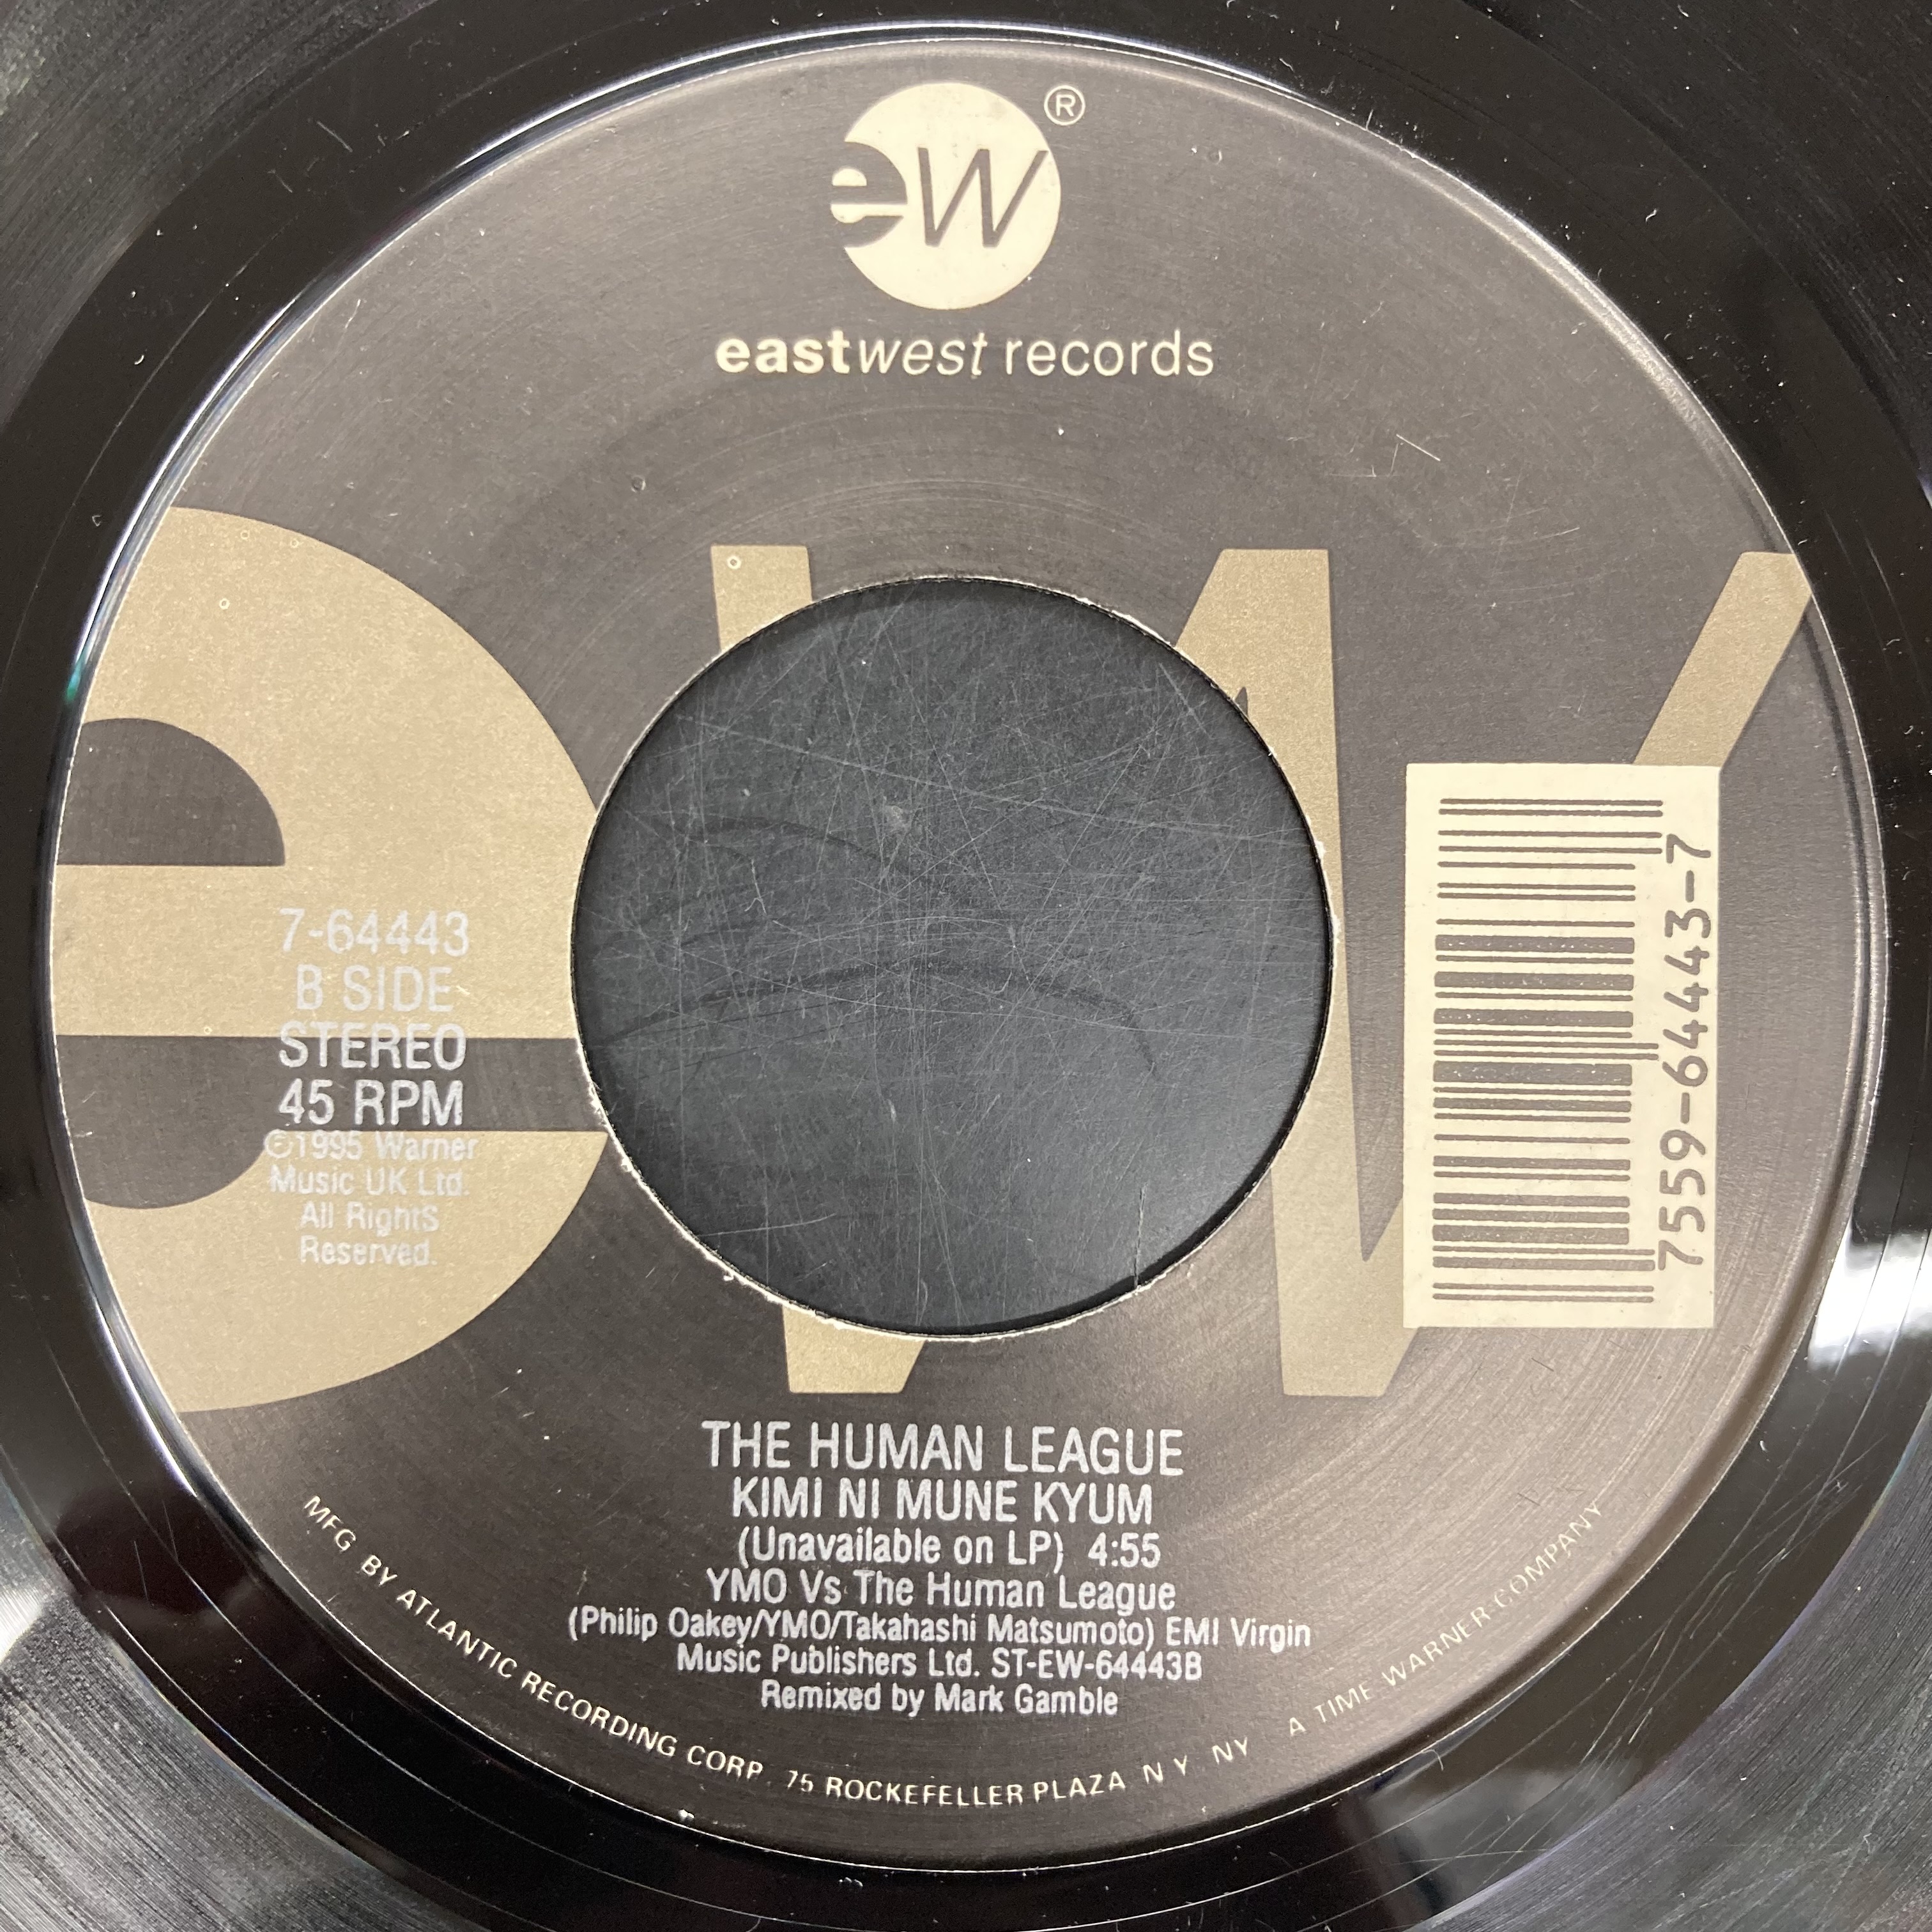 ew ®
eastwest records
ew
7-64443
B SIDE
STEREO
45 RPM
©1995 Warner
Music UK Ltd.
All Rights
Reserved.
7559-64443-7
THE HUMAN LEAGUE
KIMI NI MUNE KYUM
(Unavailable on LP) 4:55
YMO Vs The Human League
(Philip Oakey/YMO/Takahashi Matsumoto) EMI Virgin
Music Publishers Ltd. ST-EW-64443B
Remixed by Mark Gamble
MFG BY ATLANTIC RECORDING CORP. 75 ROCKEFELLER PLAZA N Y NY A TIME WARNER COMPANY